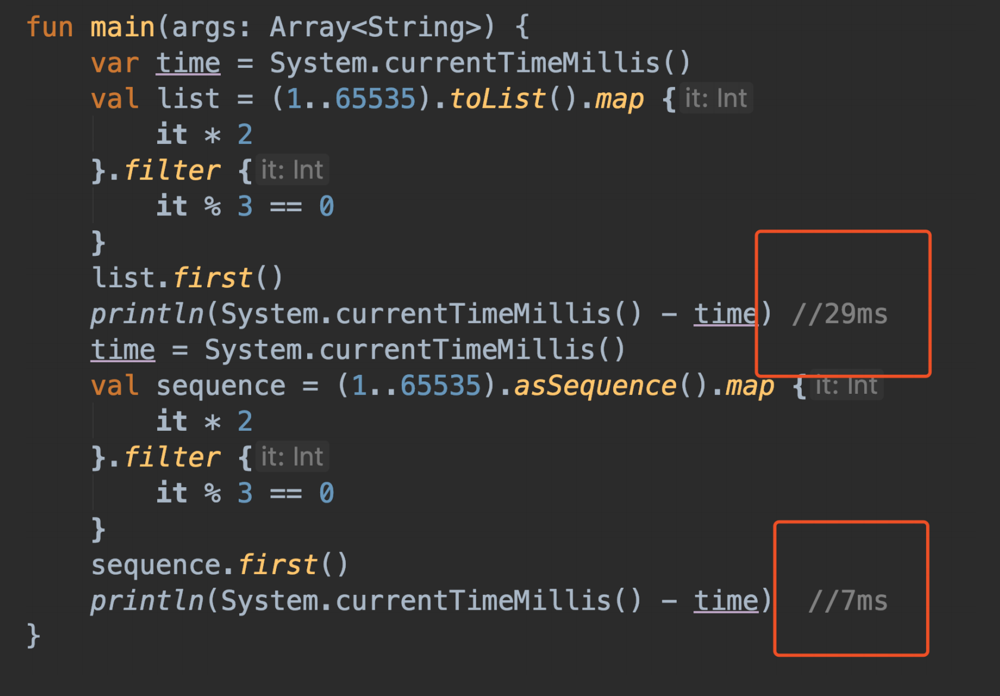 fun main(args: Array<String>) {
    var time = System.currentTimeMillis()
    val list = (1..65535).toList().map { it: Int
        it * 2
    }.filter { it: Int
        it % 3 == 0
    }
    list.first()
    println(System.currentTimeMillis() - time) //29ms
    time = System.currentTimeMillis()
    val sequence = (1..65535).asSequence().map { it: Int
        it * 2
    }.filter { it: Int
        it % 3 == 0
    }
    sequence.first()
    println(System.currentTimeMillis() - time)  //7ms
}